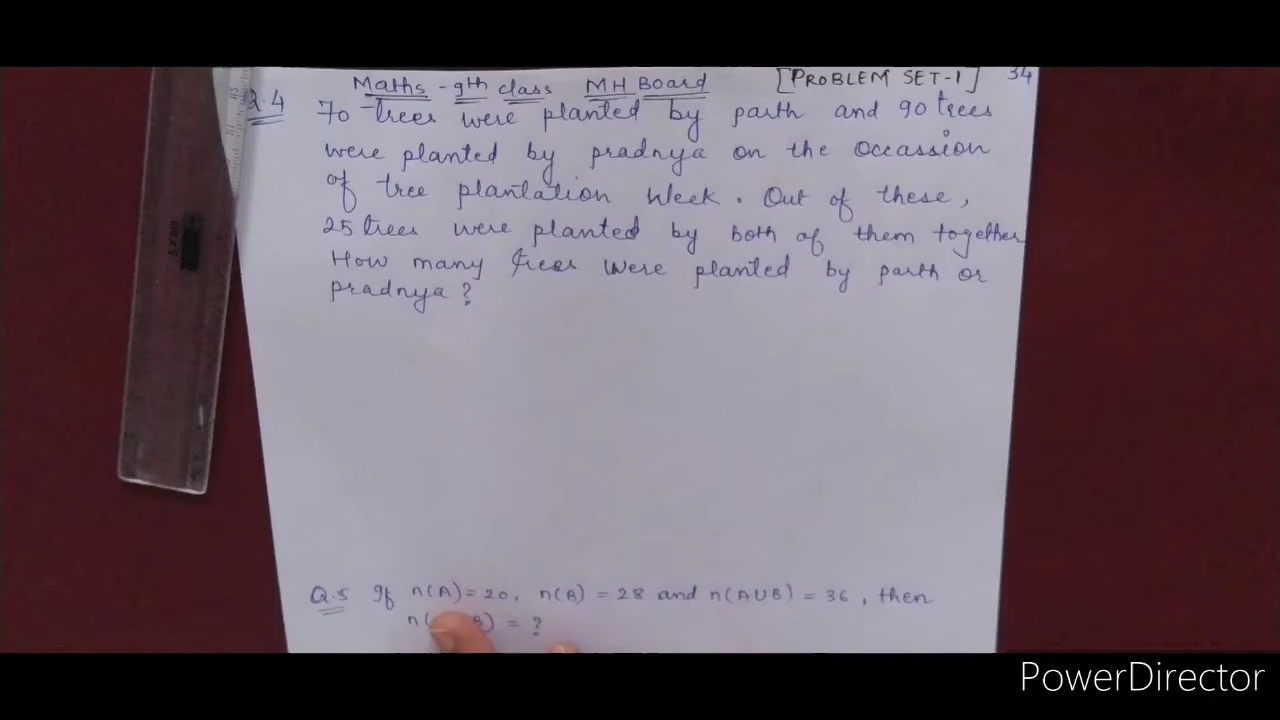 Maths - 9th class MH Board [PROBLEM SET-1] 34
Q.4 70 trees were planted by parth and 90 trees
were planted by pradnya on the occassion
of tree plantation week. Out of these,
25 trees were planted by both of them together
How many trees were planted by parth or
pradnya ?
Q.5 If n(A) = 20, n(B) = 28 and n(A∪B) = 36, then
n( B) = ?
PowerDirector